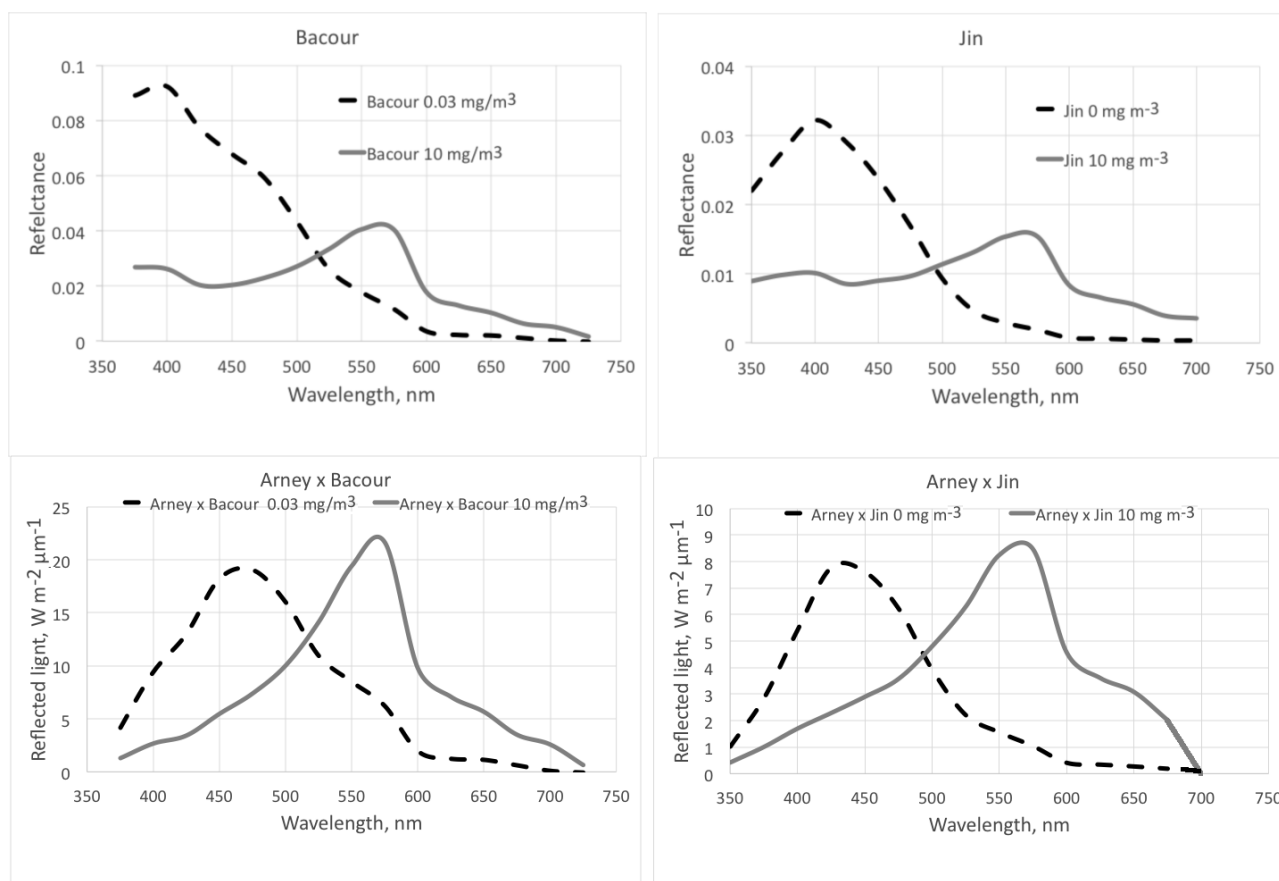 Bacour
0.1
0.08
0.06
0.04
0.02
0
Refelctance
Bacour 0.03 mg/m3
Bacour 10 mg/m3
350 400 450 500 550 600 650 700 750
Wavelength, nm
Jin
0.04
0.03
0.02
0.01
0
Reflectance
Jin 0 mg m-3
Jin 10 mg m-3
350 400 450 500 550 600 650 700 750
Wavelength, nm
Arney x Bacour
Arney x Bacour 0.03 mg/m3 Arney x Bacour 10 mg/m3
25
20
15
10
5
0
Reflected light, W m-2 µm-1
350 400 450 500 550 600 650 700 750
Wavelength, nm
Arney x Jin
Arney x Jin 0 mg m-3 Arney x Jin 10 mg m-3
10
9
8
7
6
5
4
3
2
1
0
Reflected light, W m-2 µm-1
350 400 450 500 550 600 650 700 750
Wavelength, nm